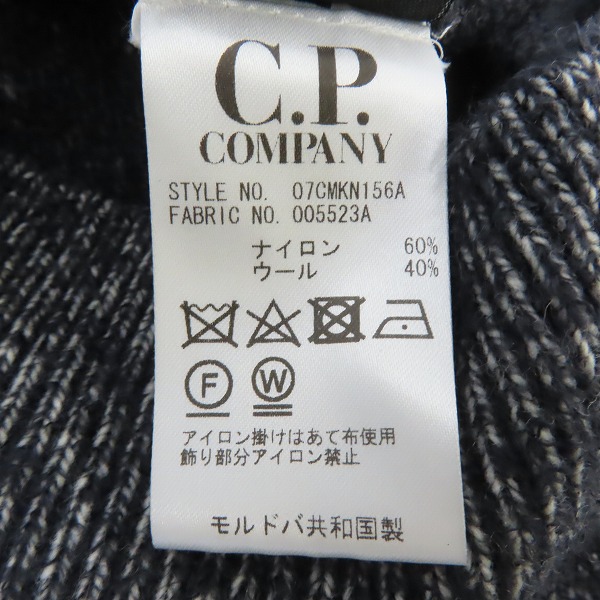 C.P.
COMPANY
STYLE NO. 07CMKN156A
FABRIC NO. 005523A
ナイロン 60%
ウール 40%
F W
アイロン掛けはあて布使用
飾り部分アイロン禁止
モルドバ共和国製